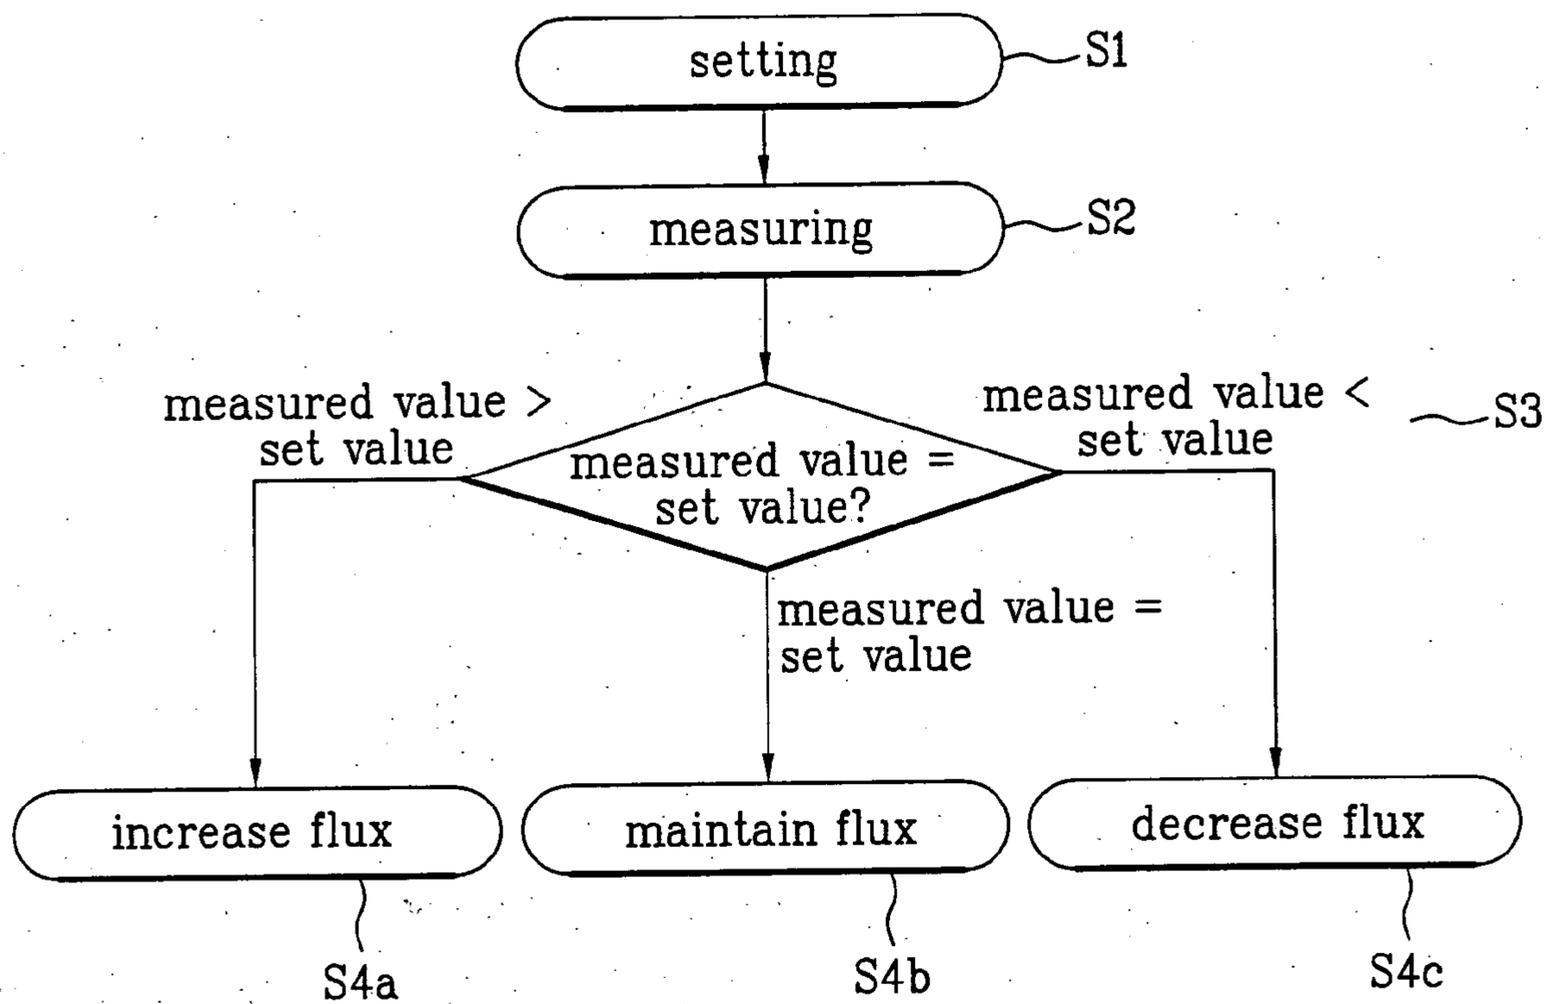 setting
S1
measuring
S2
measured value >
set value
measured value <
set value
S3
measured value =
set value?
measured value =
set value
increase flux
maintain flux
decrease flux
S4a
S4b
S4c